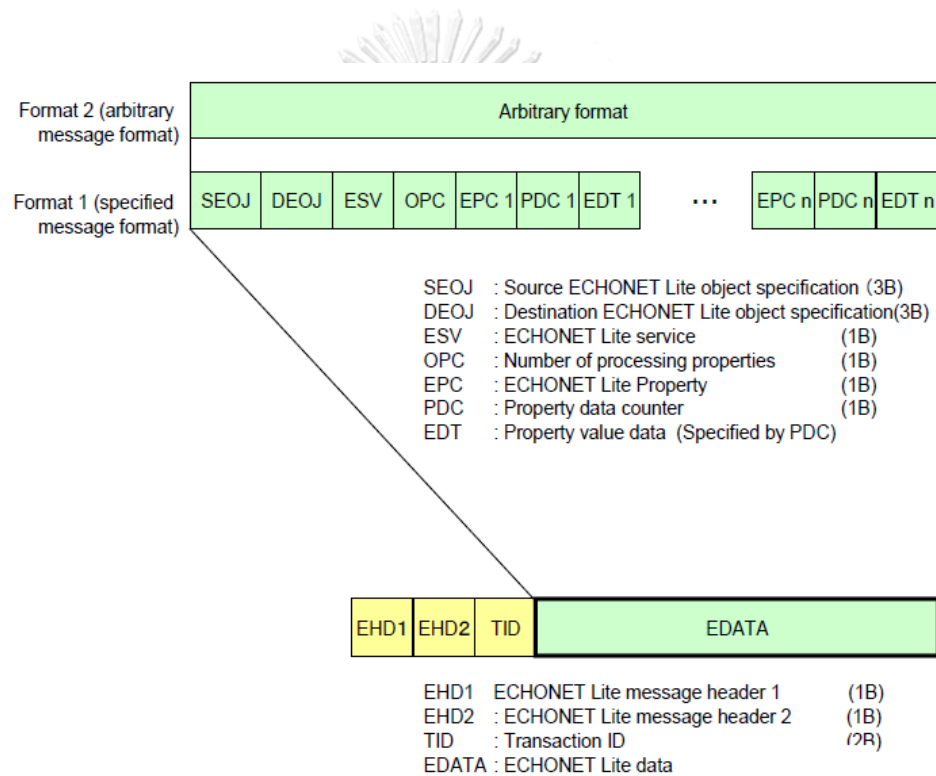 Format 2 (arbitrary
message format)
Arbitrary format
Format 1 (specified
message format)
SEOJ DEOJ ESV OPC EPC 1 PDC 1 EDT 1 ... EPC n PDC n EDT n
SEOJ : Source ECHONET Lite object specification (3B)
DEOJ : Destination ECHONET Lite object specification(3B)
ESV : ECHONET Lite service (1B)
OPC : Number of processing properties (1B)
EPC : ECHONET Lite Property (1B)
PDC : Property data counter (1B)
EDT : Property value data (Specified by PDC)
EHD1 EHD2 TID EDATA
EHD1 ECHONET Lite message header 1 (1B)
EHD2 : ECHONET Lite message header 2 (1B)
TID : Transaction ID (2B)
EDATA : ECHONET Lite data